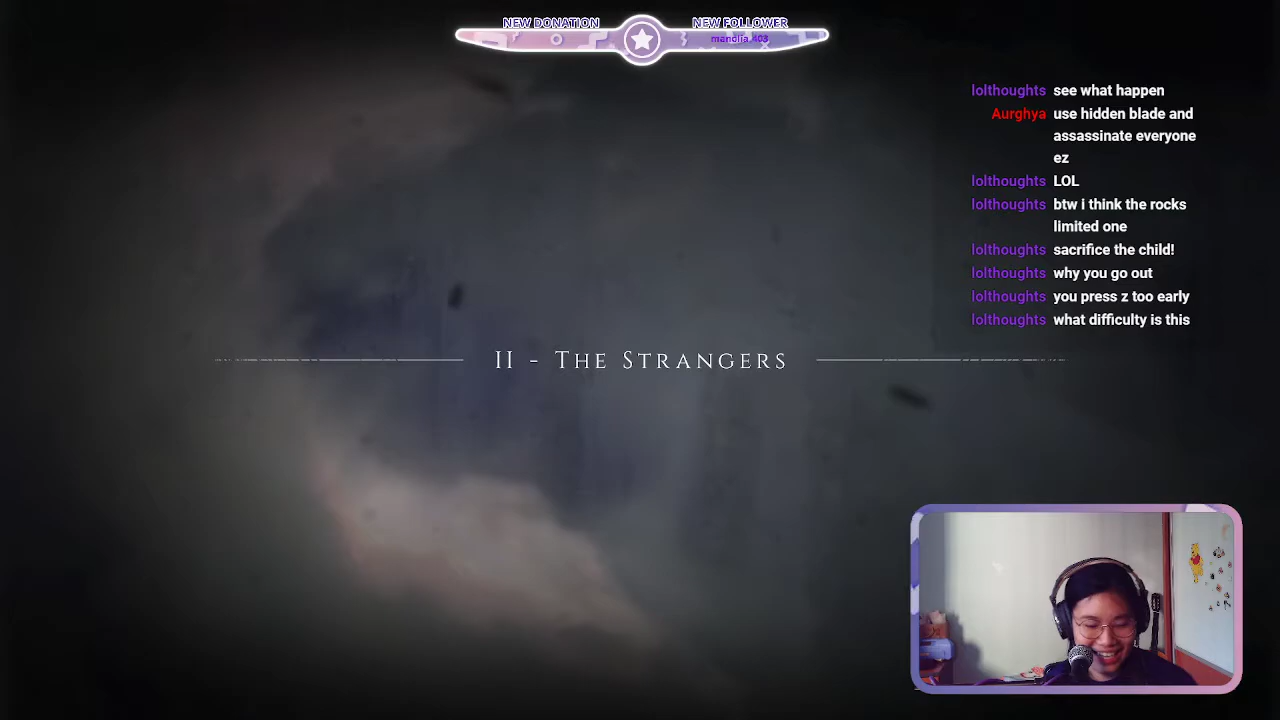 NEW DONATION
NEW FOLLOWER
manolia_403
lolthoughts see what happen
Aurghya use hidden blade and
assassinate everyone
ez
lolthoughts LOL
lolthoughts btw i think the rocks
limited one
lolthoughts sacrifice the child!
lolthoughts why you go out
lolthoughts you press z too early
lolthoughts what difficulty is this
II - The Strangers